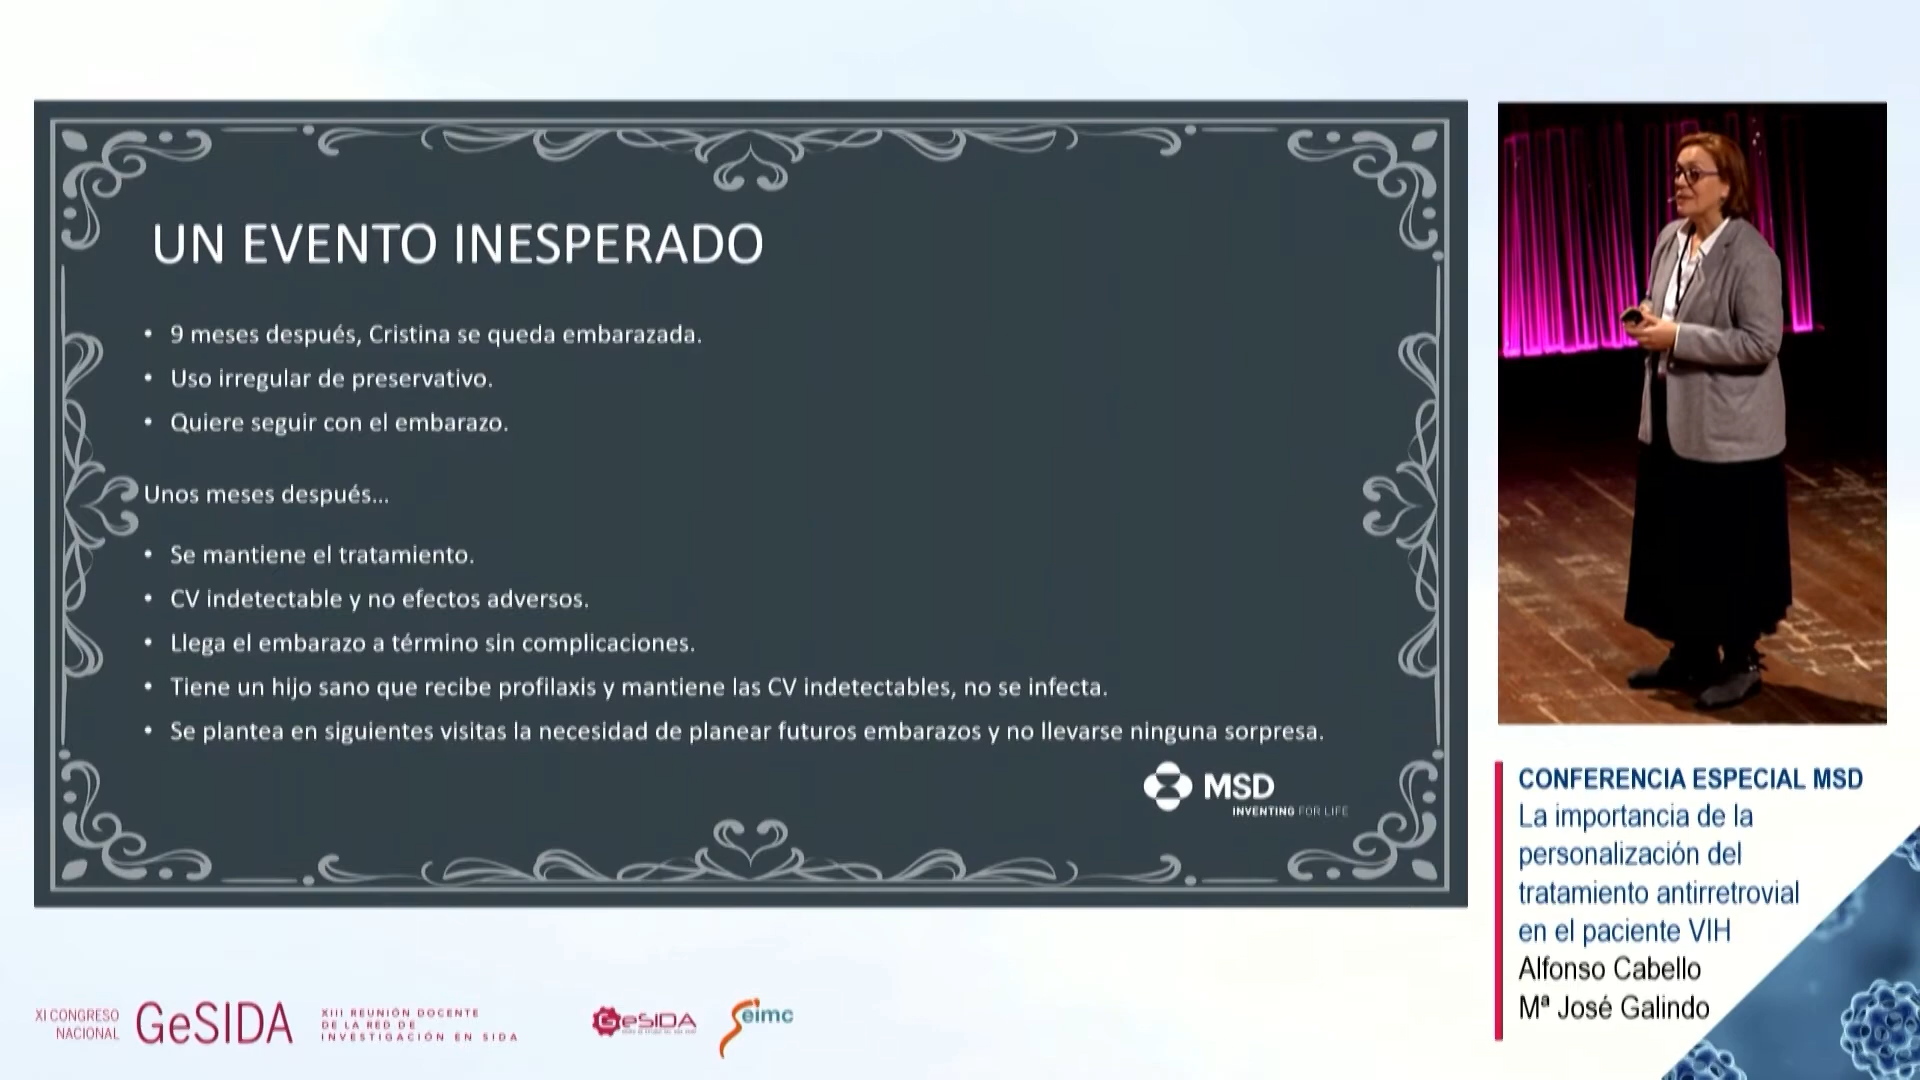 UN EVENTO INESPERADO
• 9 meses después, Cristina se queda embarazada.
• Uso irregular de preservativo.
• Quiere seguir con el embarazo.
Unos meses después...
• Se mantiene el tratamiento.
• CV indetectable y no efectos adversos.
• Llega el embarazo a término sin complicaciones.
• Tiene un hijo sano que recibe profilaxis y mantiene las CV indetectables, no se infecta.
• Se plantea en siguientes visitas la necesidad de planear futuros embarazos y no llevarse ninguna sorpresa.
MSD
INVENTING FOR LIFE
CONFERENCIA ESPECIAL MSD
La importancia de la
personalización del
tratamiento antirretrovial
en el paciente VIH
Alfonso Cabello
Mª José Galindo
XI CONGRESO
NACIONAL
GeSIDA
XIII REUNIÓN DOCENTE
DE LA RED DE
INVESTIGACIÓN EN SIDA
GeSIDA
Seimc